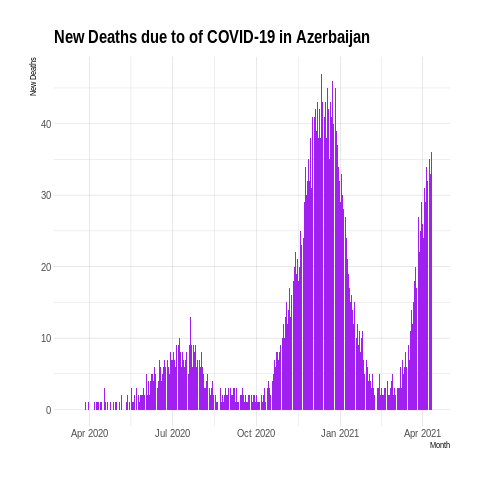 New Deaths due to of COVID-19 in Azerbaijan
New Deaths
40
30
20
10
0
Apr 2020 Jul 2020 Oct 2020 Jan 2021 Apr 2021
Month